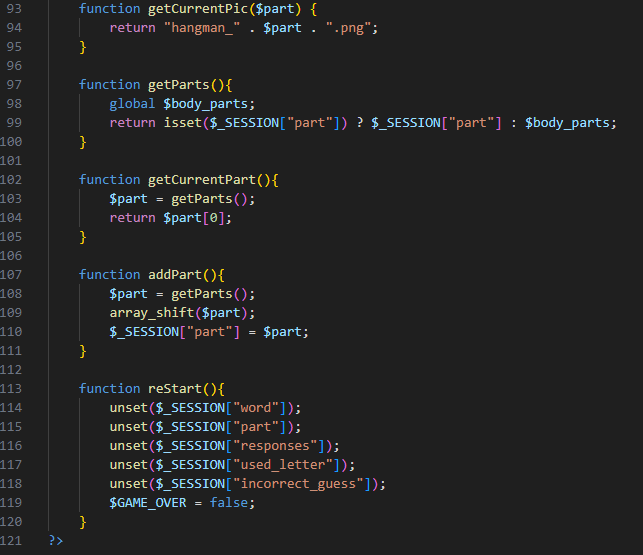 93 function getCurrentPic($part) {
94 return "hangman_" . $part . ".png";
95 }
96
97 function getParts(){
98 global $body_parts;
99 return isset($_SESSION["part"]) ? $_SESSION["part"] : $body_parts;
100 }
101
102 function getCurrentPart(){
103 $part = getParts();
104 return $part[0];
105 }
106
107 function addPart(){
108 $part = getParts();
109 array_shift($part);
110 $_SESSION["part"] = $part;
111 }
112
113 function reStart(){
114 unset($_SESSION["word"]);
115 unset($_SESSION["part"]);
116 unset($_SESSION["responses"]);
117 unset($_SESSION["used_letter"]);
118 unset($_SESSION["incorrect_guess"]);
119 $GAME_OVER = false;
120 }
121 ?>